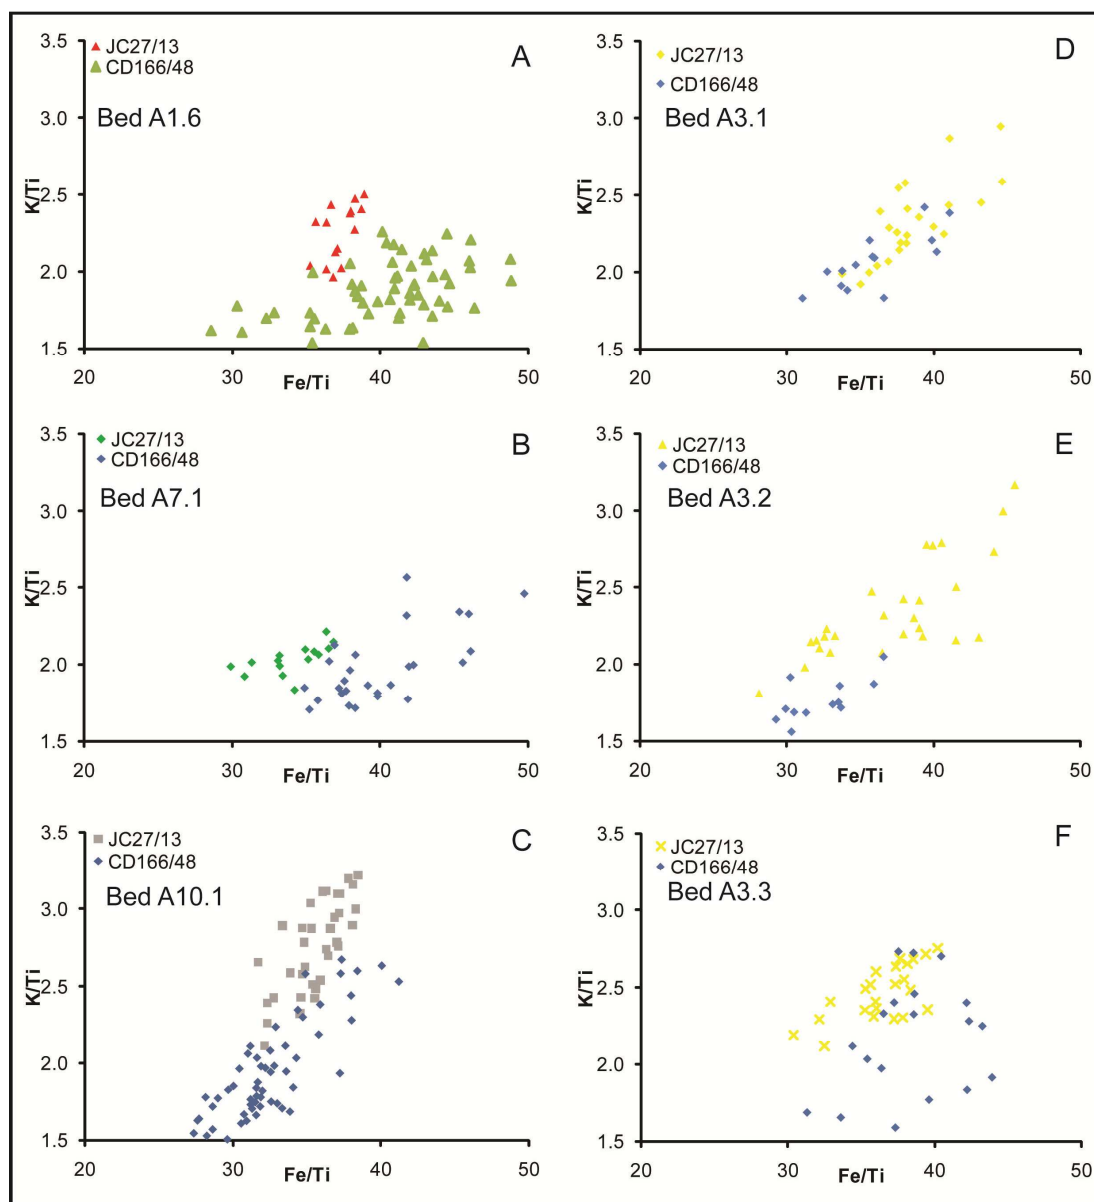 A
JC27/13
CD166/48
Bed A1.6
3.5
3.0
2.5
2.0
1.5
K/Ti
20 30 40 50
Fe/Ti
D
JC27/13
CD166/48
Bed A3.1
3.5
3.0
2.5
2.0
1.5
K/Ti
20 30 40 50
Fe/Ti
B
JC27/13
CD166/48
Bed A7.1
3.5
3.0
2.5
2.0
1.5
K/Ti
20 30 40 50
Fe/Ti
E
JC27/13
CD166/48
Bed A3.2
3.5
3.0
2.5
2.0
1.5
K/Ti
20 30 40 50
Fe/Ti
C
JC27/13
CD166/48
Bed A10.1
3.5
3.0
2.5
2.0
1.5
K/Ti
20 30 40 50
Fe/Ti
F
JC27/13
CD166/48
Bed A3.3
3.5
3.0
2.5
2.0
1.5
K/Ti
20 30 40 50
Fe/Ti